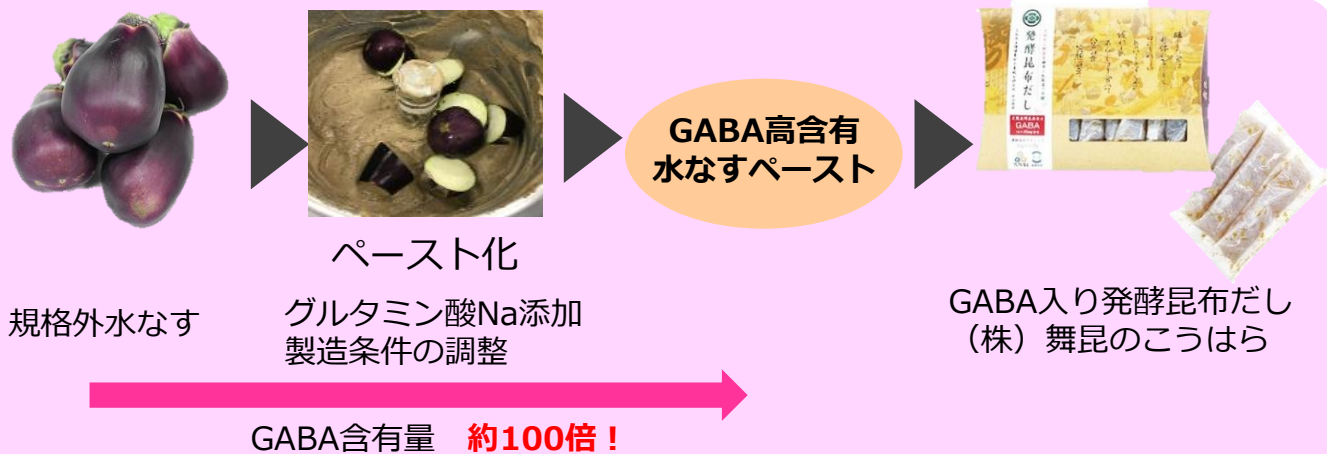 発酵昆布だし
GABA
GABA高含有
水なすペースト
ペースト化
規格外水なす
グルタミン酸Na添加
製造条件の調整
GABA入り発酵昆布だし
（株）舞昆のこうはら
GABA含有量　約100倍！